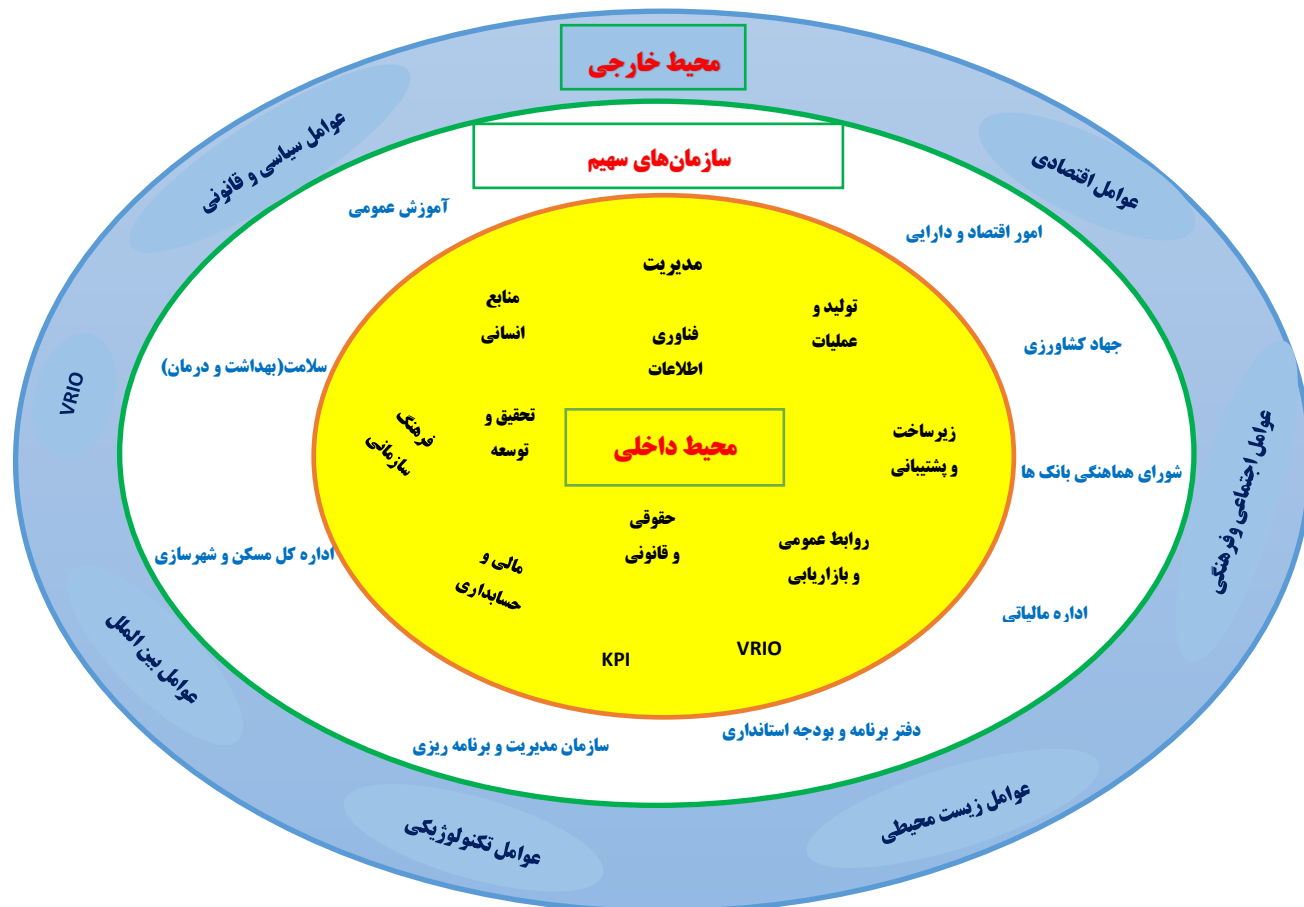 محیط خارجی
عوامل سیاسی و قانونی
عوامل اقتصادی
VRIO
عوامل اجتماعی وفرهنگی
عوامل بین الملل
عوامل تکنولوژیکی
عوامل زیست محیطی
سازمان‌های سهیم
آموزش عمومی
امور اقتصاد و دارایی
سلامت(بهداشت و درمان)
جهاد کشاورزی
شورای هماهنگی بانک ها
اداره کل مسکن و شهرسازی
اداره مالیاتی
سازمان مدیریت و برنامه ریزی
دفتر برنامه و بودجه استانداری
مدیریت
منابع
انسانی
فناوری
اطلاعات
تولید و
عملیات
فرهنگ
سازمانی
تحقیق و
توسعه
محیط داخلی
زیرساخت
و پشتیبانی
مالی و
حسابداری
حقوقی
و قانونی
روابط عمومی
و بازاریابی
KPI
VRIO